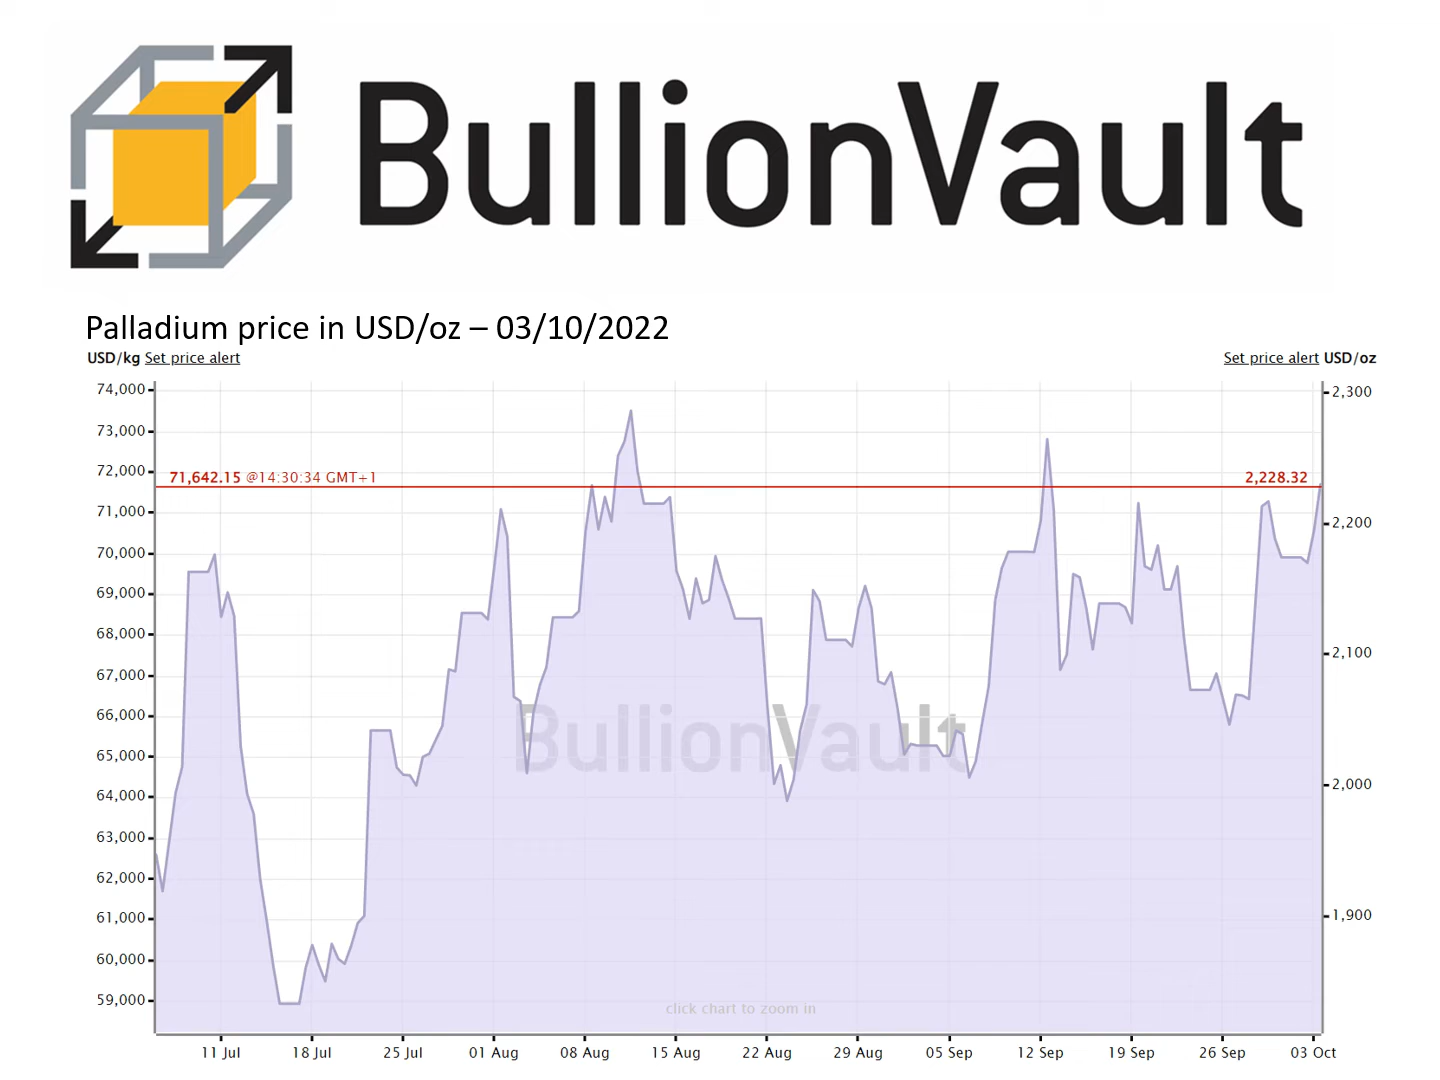 BullionVault
Palladium price in USD/oz – 03/10/2022
USD/kg Set price alert
Set price alert USD/oz
74,000
73,000
72,000
71,000
70,000
69,000
68,000
67,000
66,000
65,000
64,000
63,000
62,000
61,000
60,000
59,000
71,642.15 @14:30:34 GMT+1
2,228.32
2,300
2,200
2,100
2,000
1,900
BullionVault
click chart to zoom in
11 Jul
18 Jul
25 Jul
01 Aug
08 Aug
15 Aug
22 Aug
29 Aug
05 Sep
12 Sep
19 Sep
26 Sep
03 Oct